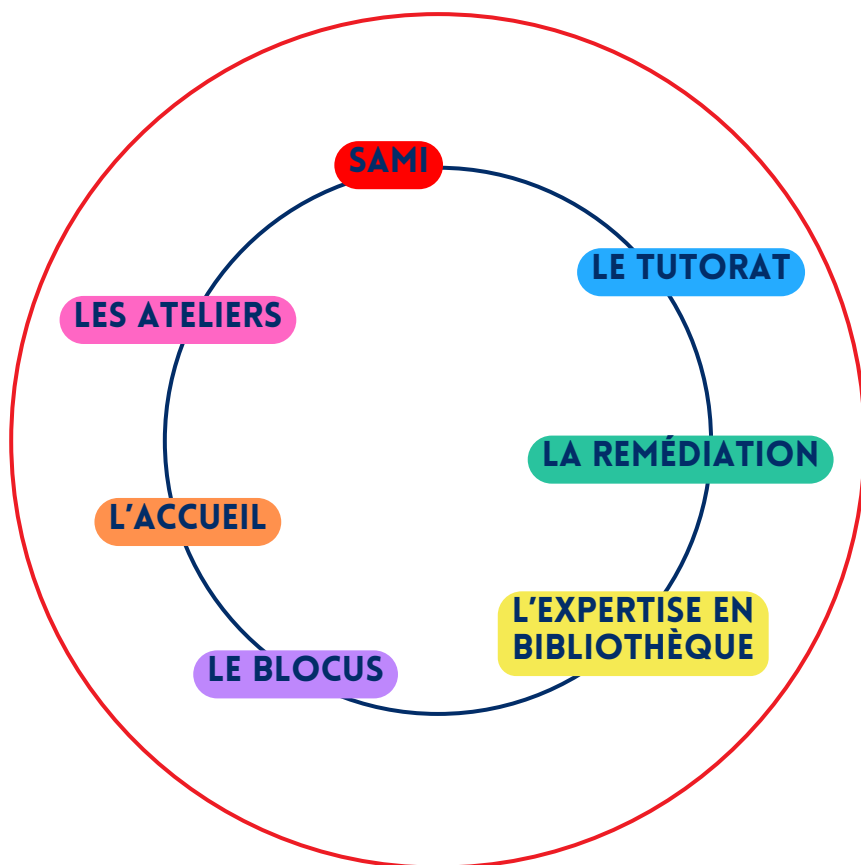 SAMI
LE TUTORAT
LES ATELIERS
LA REMÉDIATION
L'ACCUEIL
L'EXPERTISE EN
BIBLIOTHÈQUE
LE BLOCUS